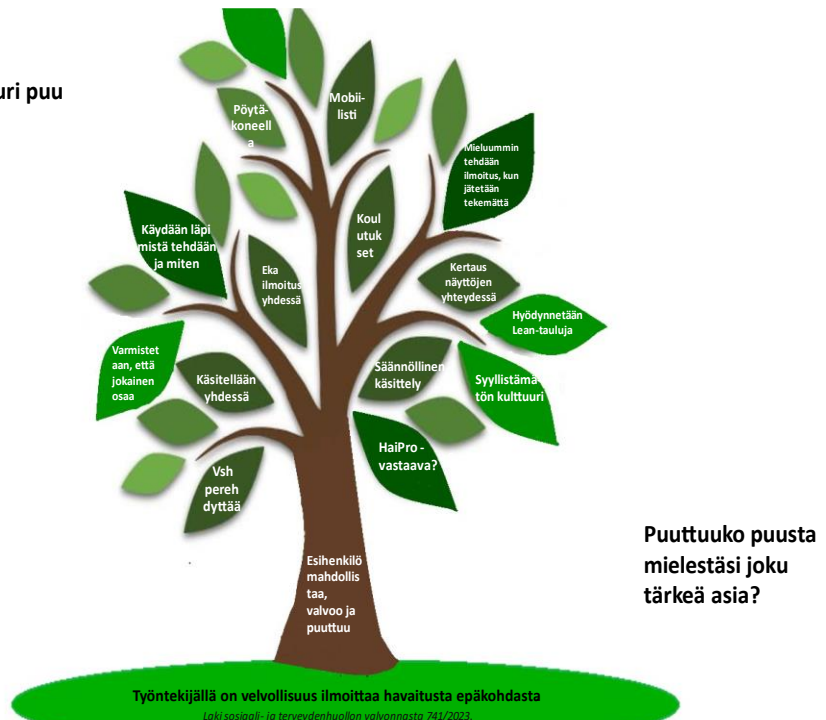 uri puu
Pöytä-
koneell
a
Mobii-
listi
Mieluummin
tehdään
ilmoitus, kun
jätetään
tekemättä
Käydään läpi
mistä tehdään
ja miten
Koul
utuk
set
Eka
ilmoitus
yhdessä
Kertaus
näyttöjen
yhteydessä
Hyödynnetään
Lean-tauluja
Varmistet
aan, että
jokainen
osaa
Käsitellään
yhdessä
Säännöllinen
käsittely
Syyllistämä
tön kulttuuri
HaiPro -
vastaava?
Vsh
pereh
dyttää
Esihenkilö
mahdollis
taa,
valvoo ja
puuttuu
Puuttuuko puusta
mielestäsi joku
tärkeä asia?
Työntekijällä on velvollisuus ilmoittaa havaitusta epäkohdasta
Laki sosiaali- ja terveydenhuollon valvonnasta 741/2023.